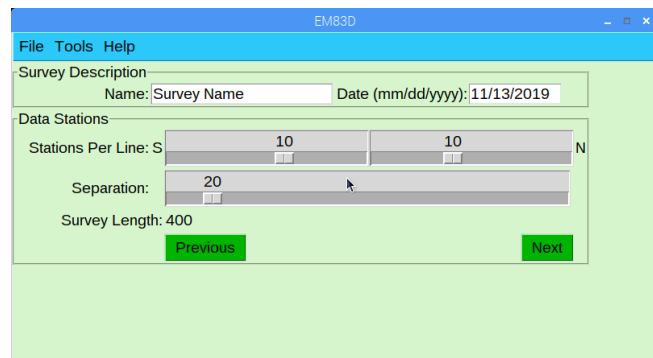 EM83D
File Tools Help
Survey Description
Name: Survey Name Date (mm/dd/yyyy): 11/13/2019
Data Stations
10 10
Stations Per Line: S N
20
Separation:
Survey Length: 400
Previous Next